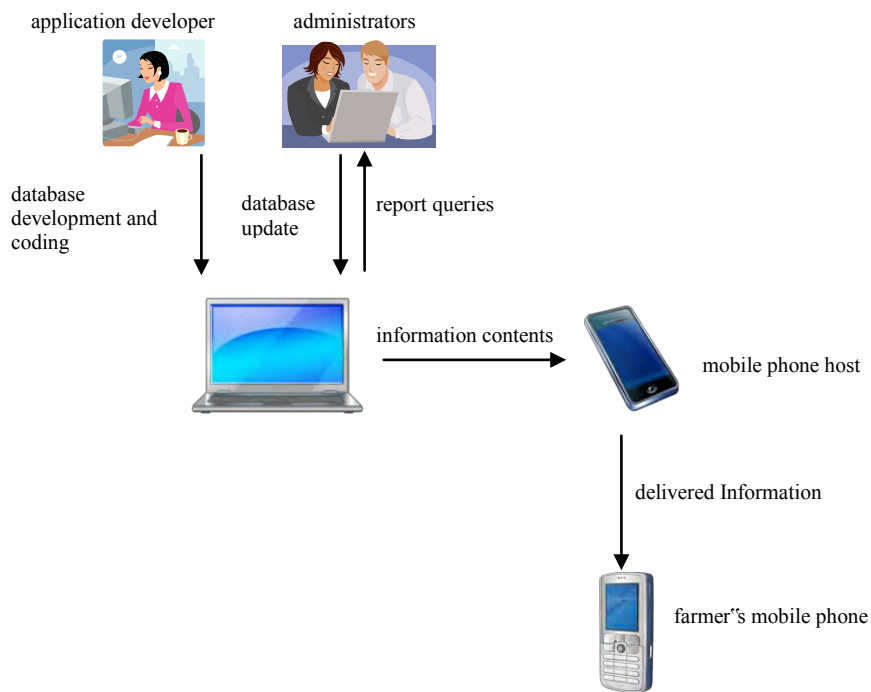 application developer
administrators
database
development and
coding
database
update
report queries
information contents
mobile phone host
delivered Information
farmer‟s mobile phone